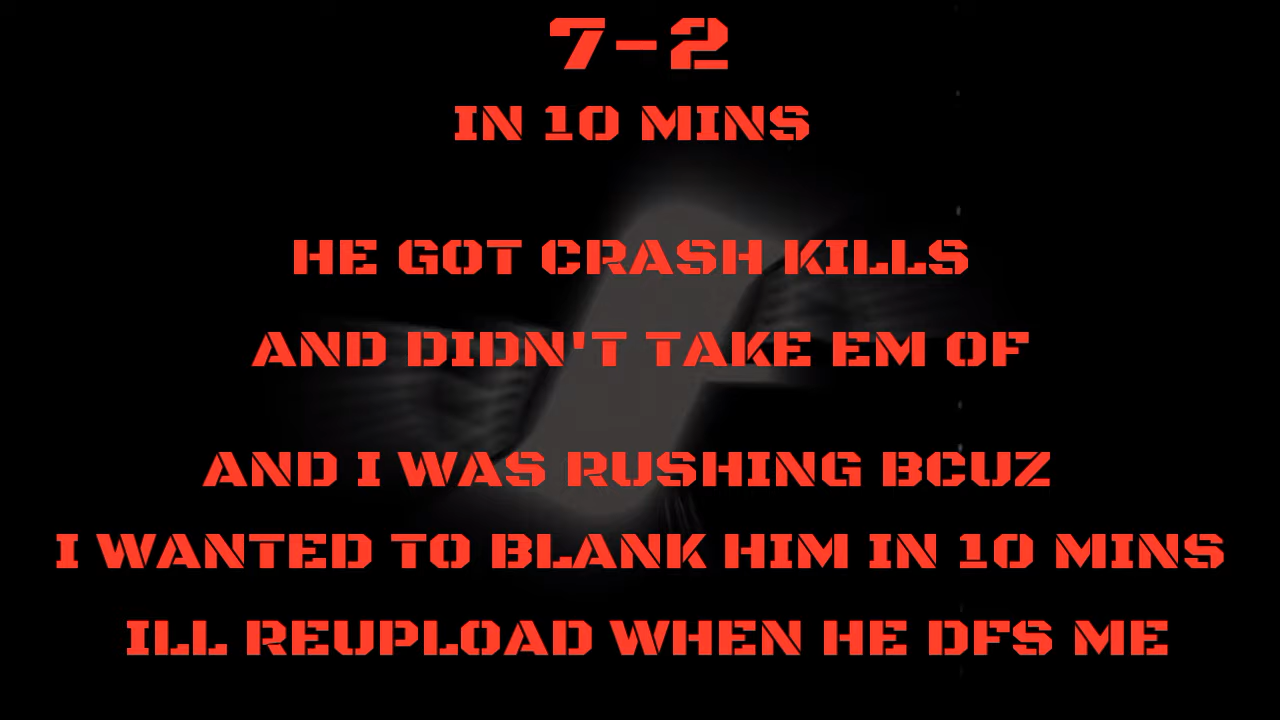 7-2
IN 10 MINS
HE GOT CRASH KILLS
AND DIDN'T TAKE EM OF
AND I WAS RUSHING BCUZ
I WANTED TO BLANK HIM IN 10 MINS
ILL REUPLOAD WHEN HE DFS ME